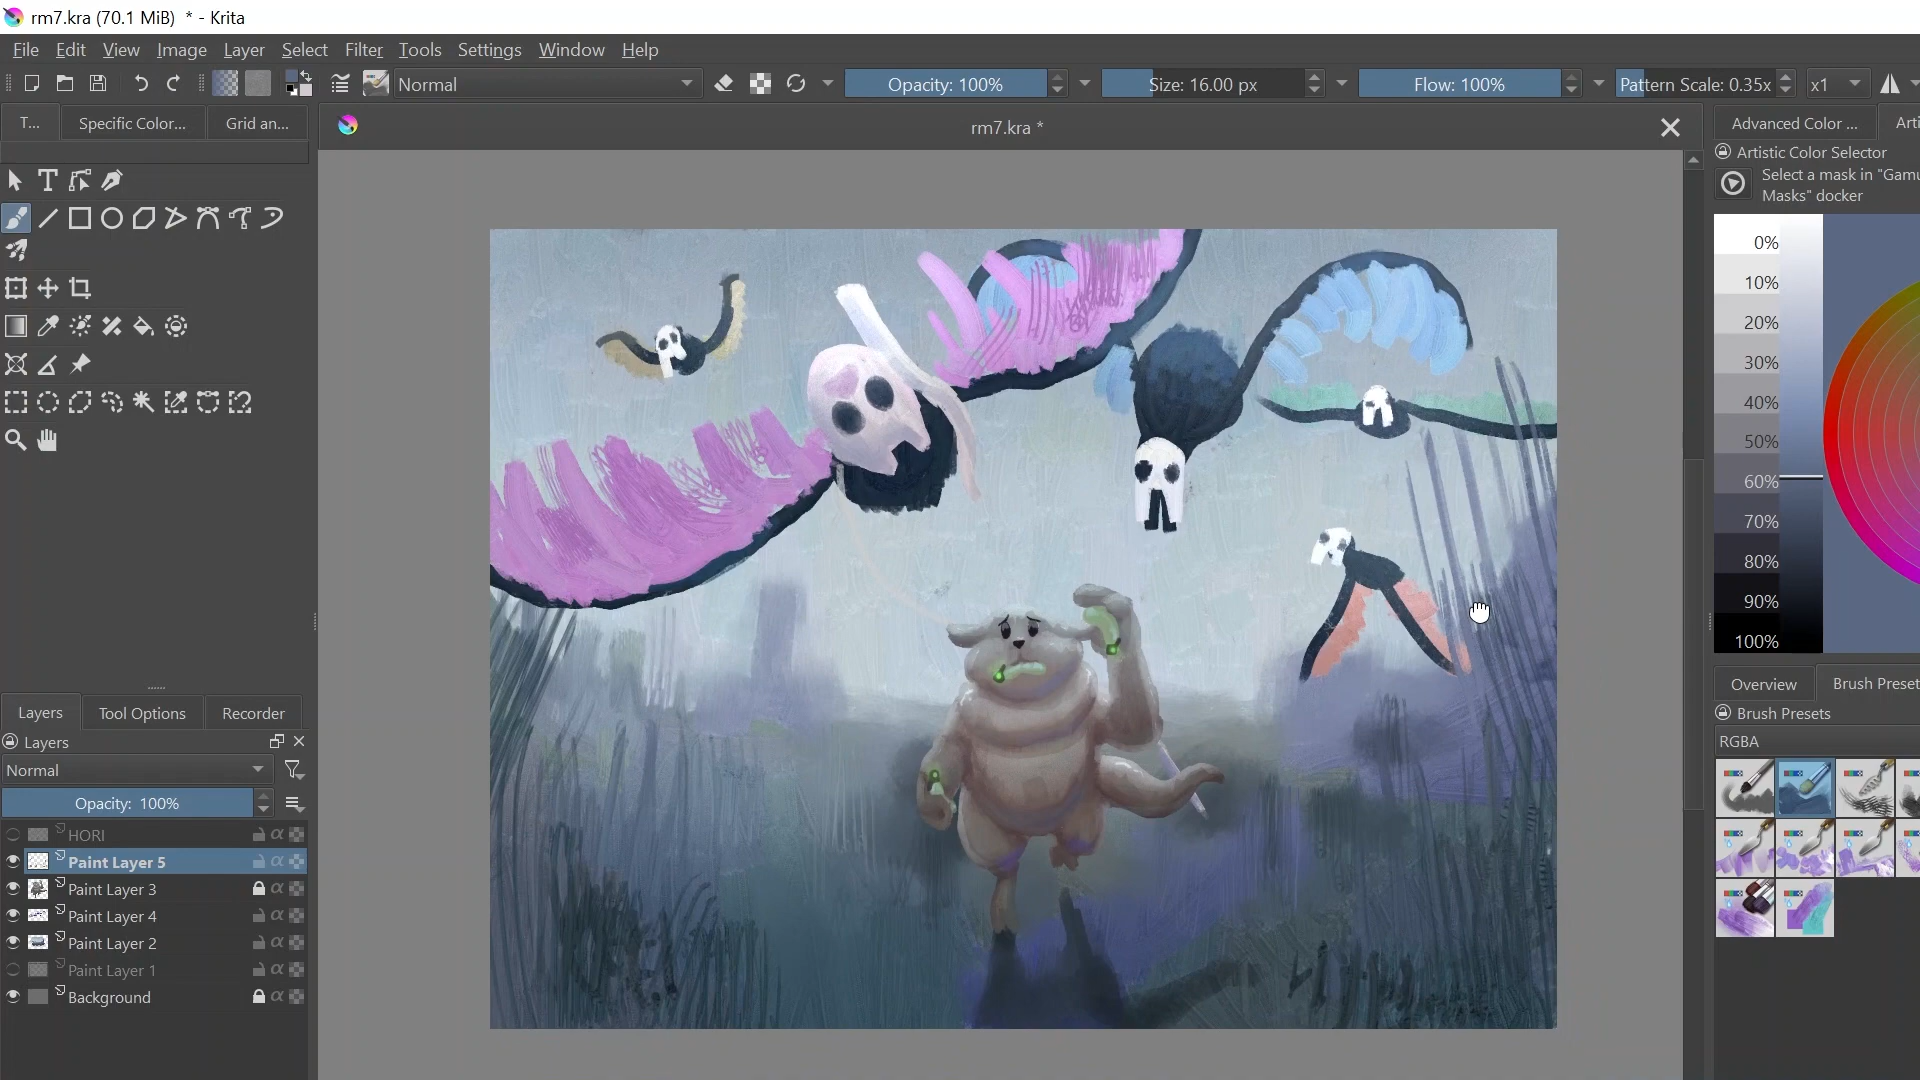 rm7.kra (70.1 MiB)  * - Krita
File Edit View Image Layer Select Filter Tools Settings Window Help
Normal Opacity: 100% Size: 16.00 px Flow: 100% Pattern Scale: 0.35x x1
T... Specific Color... Grid an... rm7.kra * Advanced Color ... Arti
Artistic Color Selector
Select a mask in "Gamu
Masks" docker
0%
10%
20%
30%
40%
50%
60%
70%
80%
90%
100%
Overview Brush Preset
Layers Tool Options Recorder
Brush Presets
Layers
RGBA
Normal
Opacity: 100%
HORI
Paint Layer 5
Paint Layer 3
Paint Layer 4
Paint Layer 2
Paint Layer 1
Background